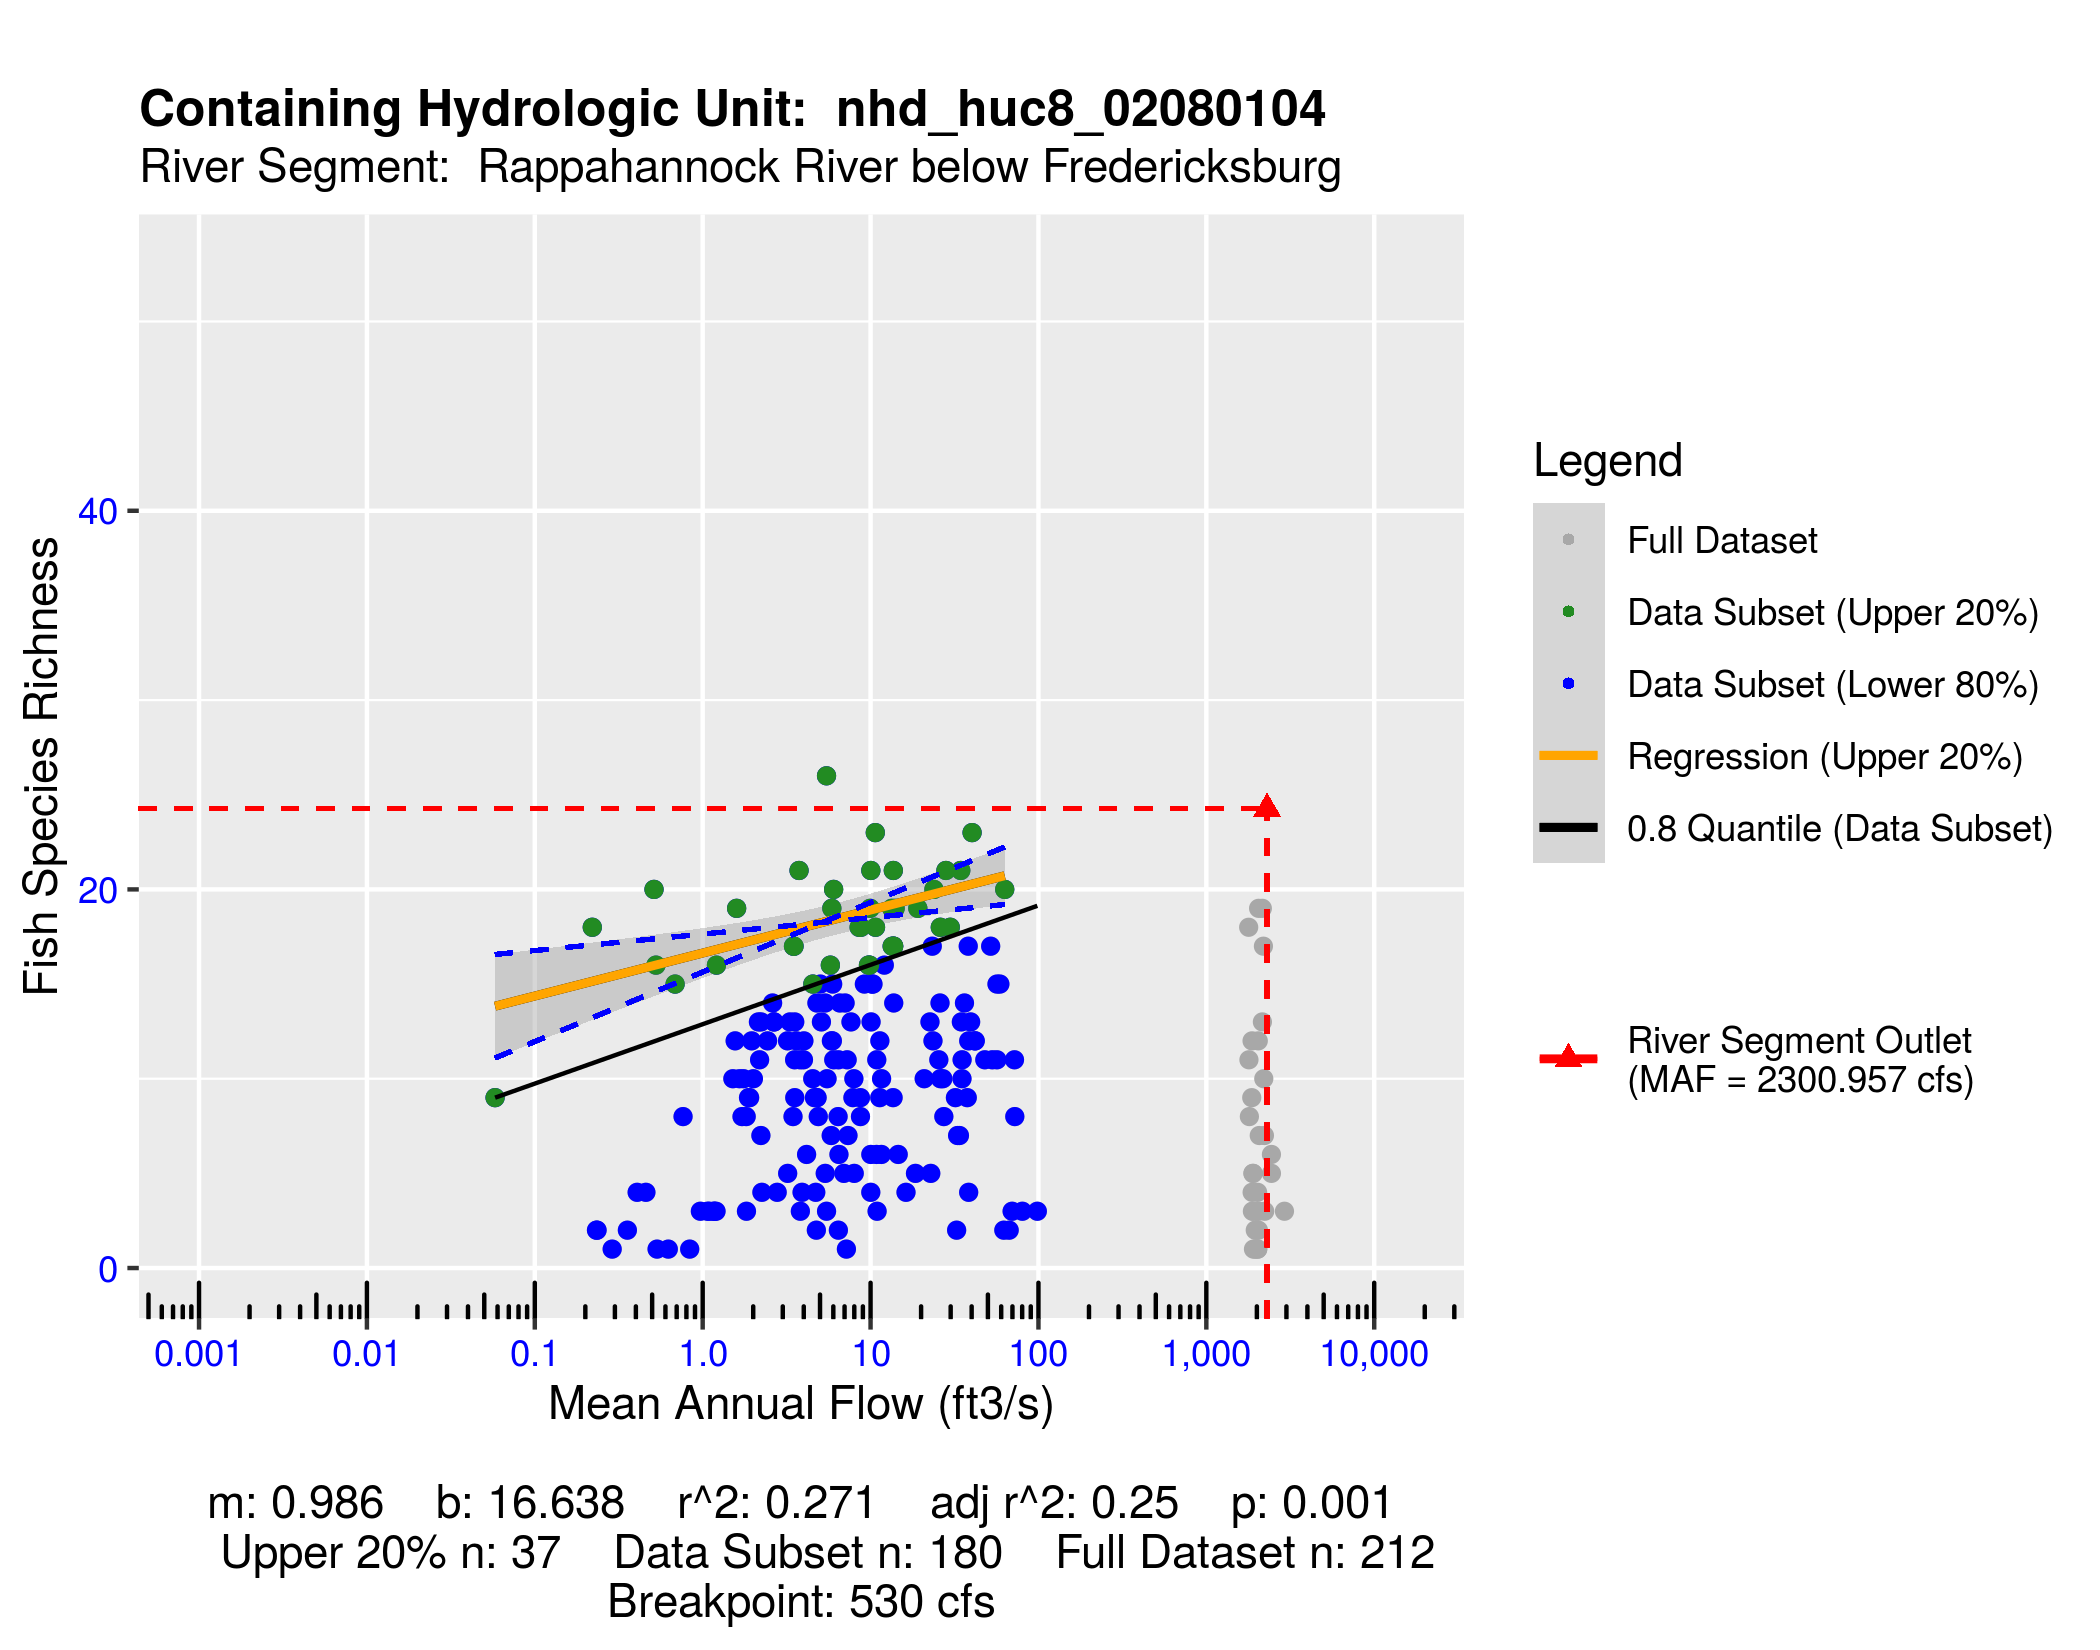 Containing Hydrologic Unit:  nhd_huc8_02080104
River Segment:  Rappahannock River below Fredericksburg
Fish Species Richness
40
20
0
0.001 0.01 0.1 1.0 10 100 1,000 10,000
Mean Annual Flow (ft3/s)
Legend
Full Dataset
Data Subset (Upper 20%)
Data Subset (Lower 80%)
Regression (Upper 20%)
0.8 Quantile (Data Subset)
River Segment Outlet
(MAF = 2300.957 cfs)
m: 0.986    b: 16.638    r^2: 0.271    adj r^2: 0.25    p: 0.001
Upper 20% n: 37    Data Subset n: 180    Full Dataset n: 212
Breakpoint: 530 cfs